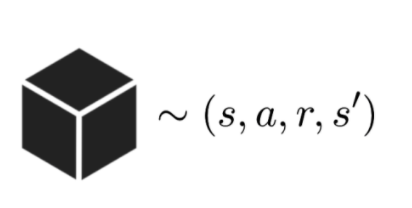 ∼ (s, a, r, s′)